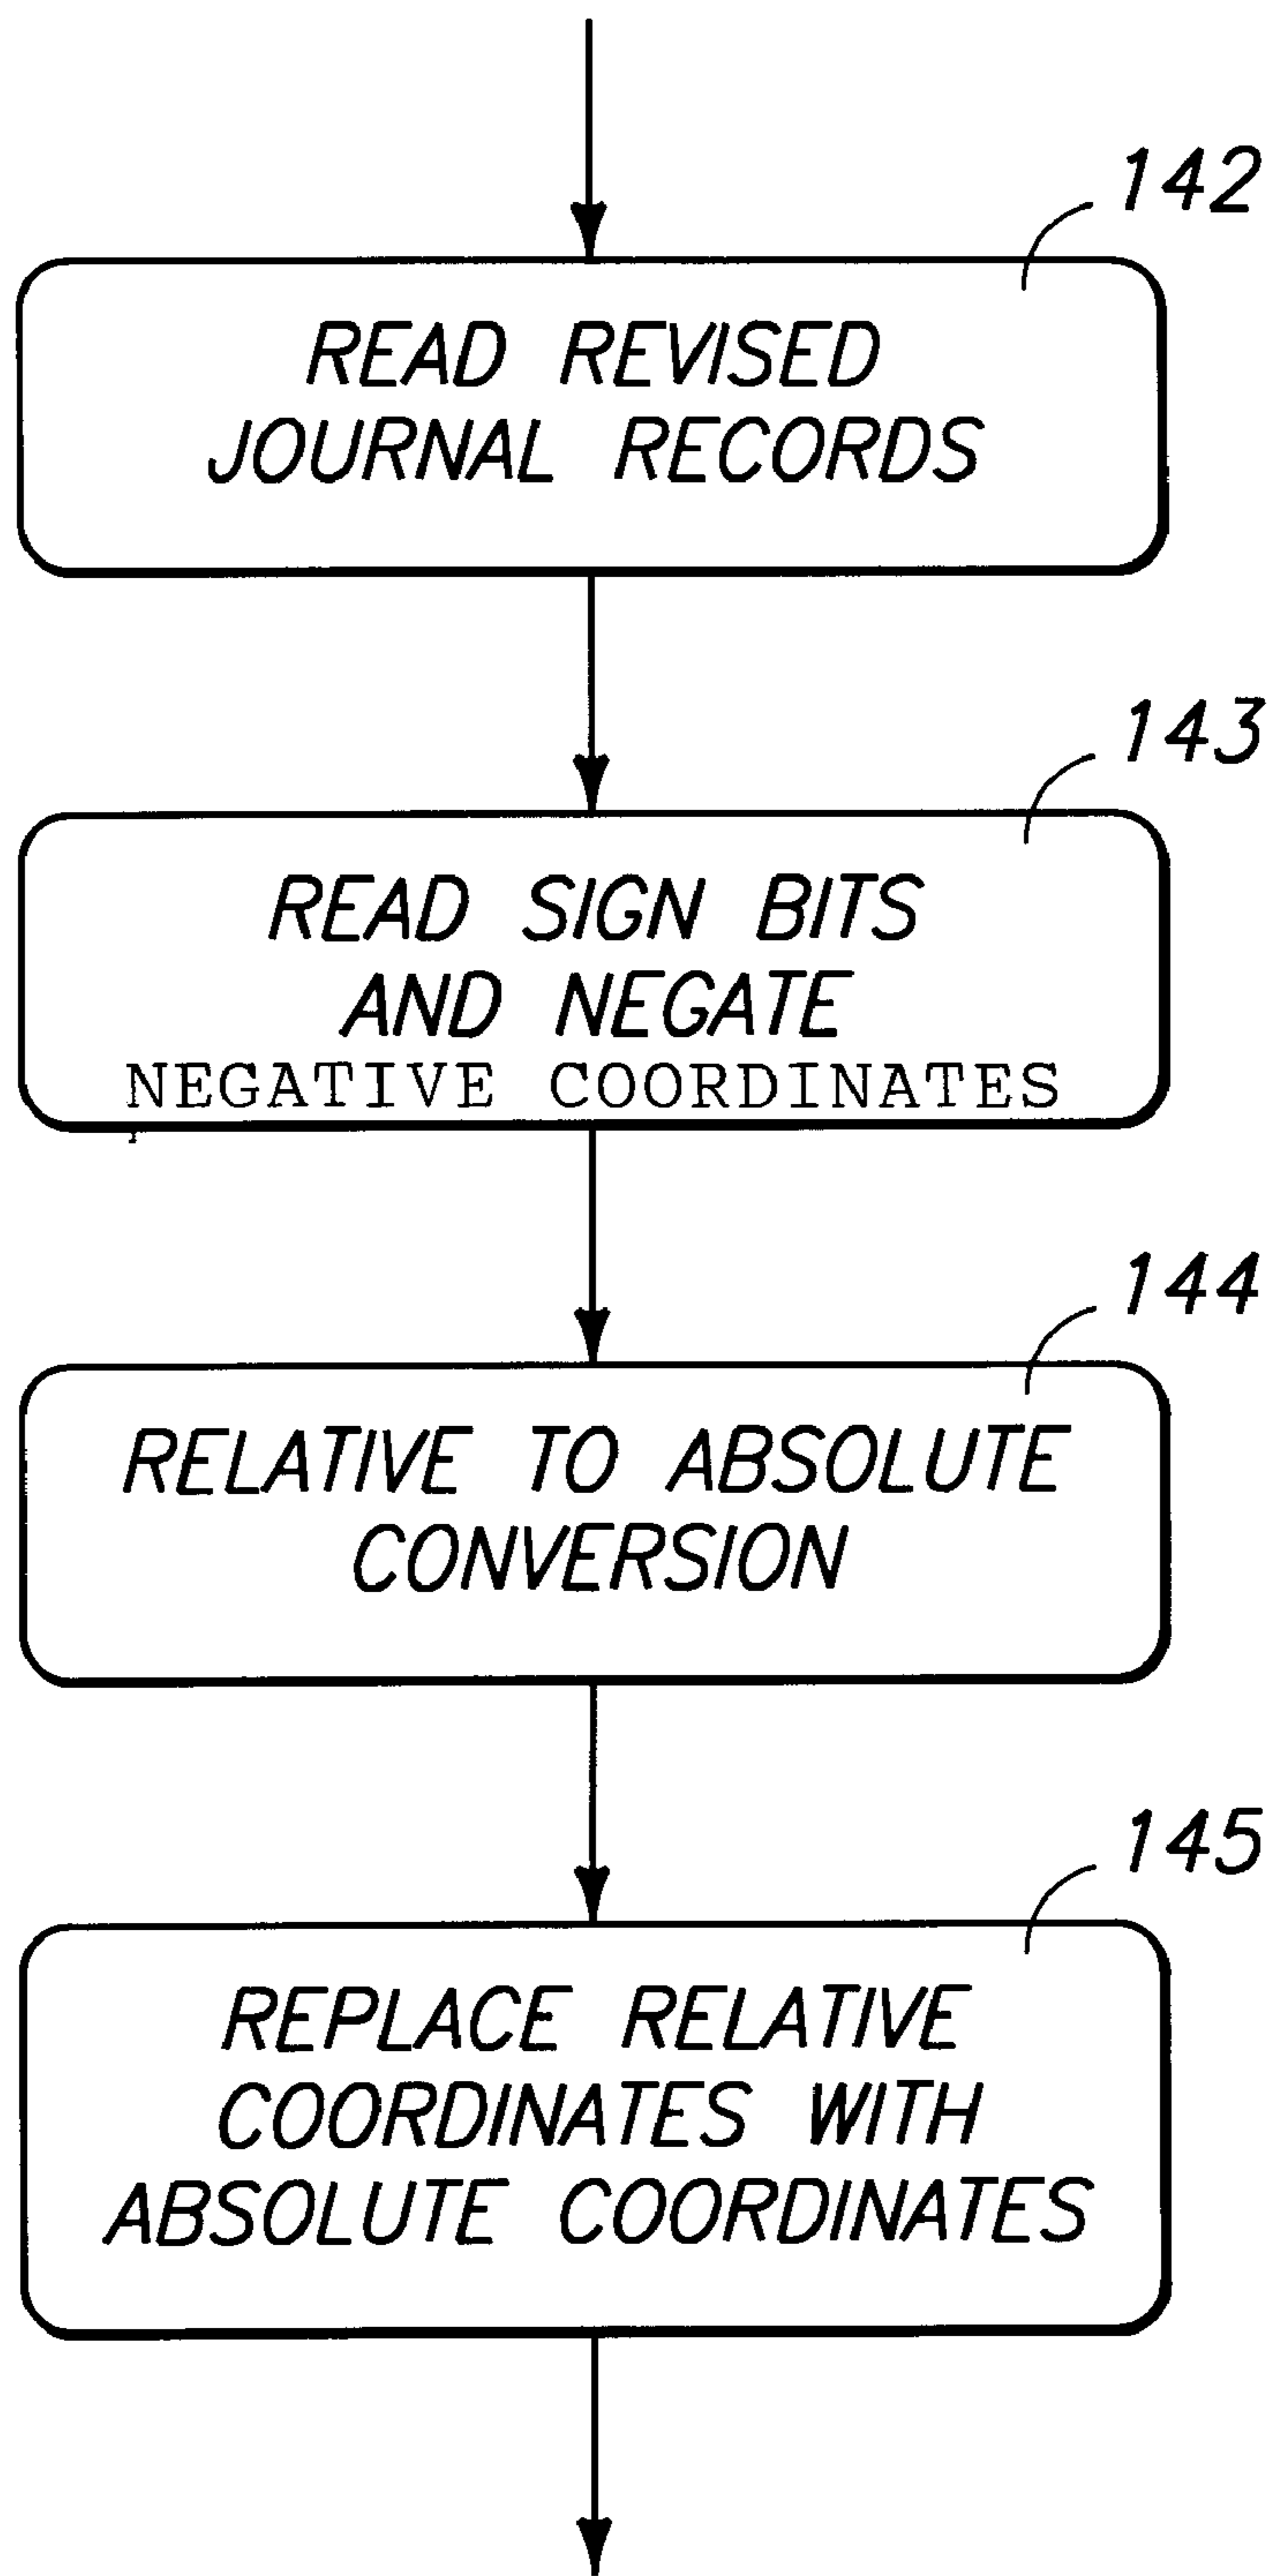 142
READ REVISED
JOURNAL RECORDS
143
READ SIGN BITS
AND NEGATE
NEGATIVE COORDINATES
144
RELATIVE TO ABSOLUTE
CONVERSION
145
REPLACE RELATIVE
COORDINATES WITH
ABSOLUTE COORDINATES